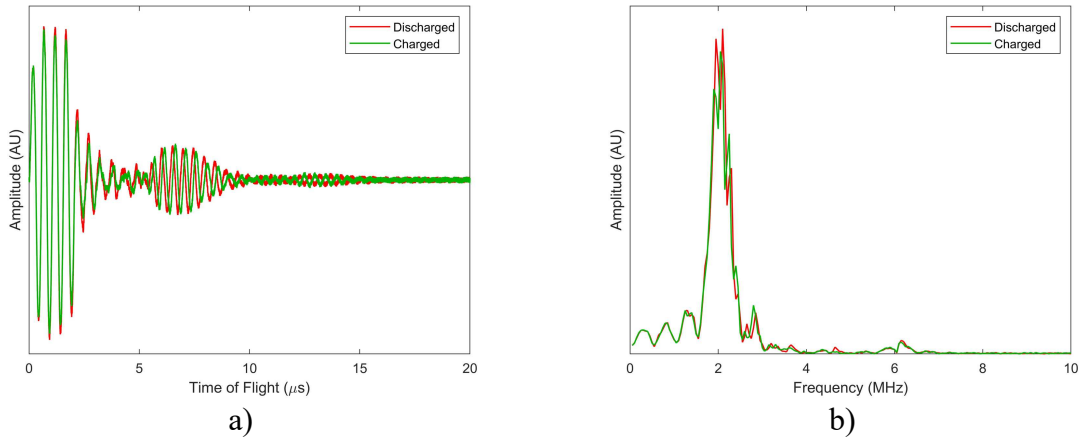 Discharged
Charged
Amplitude (AU)
0
5
10
15
20
Time of Flight (μs)
a)
Discharged
Charged
Amplitude (AU)
0
2
4
6
8
10
Frequency (MHz)
b)